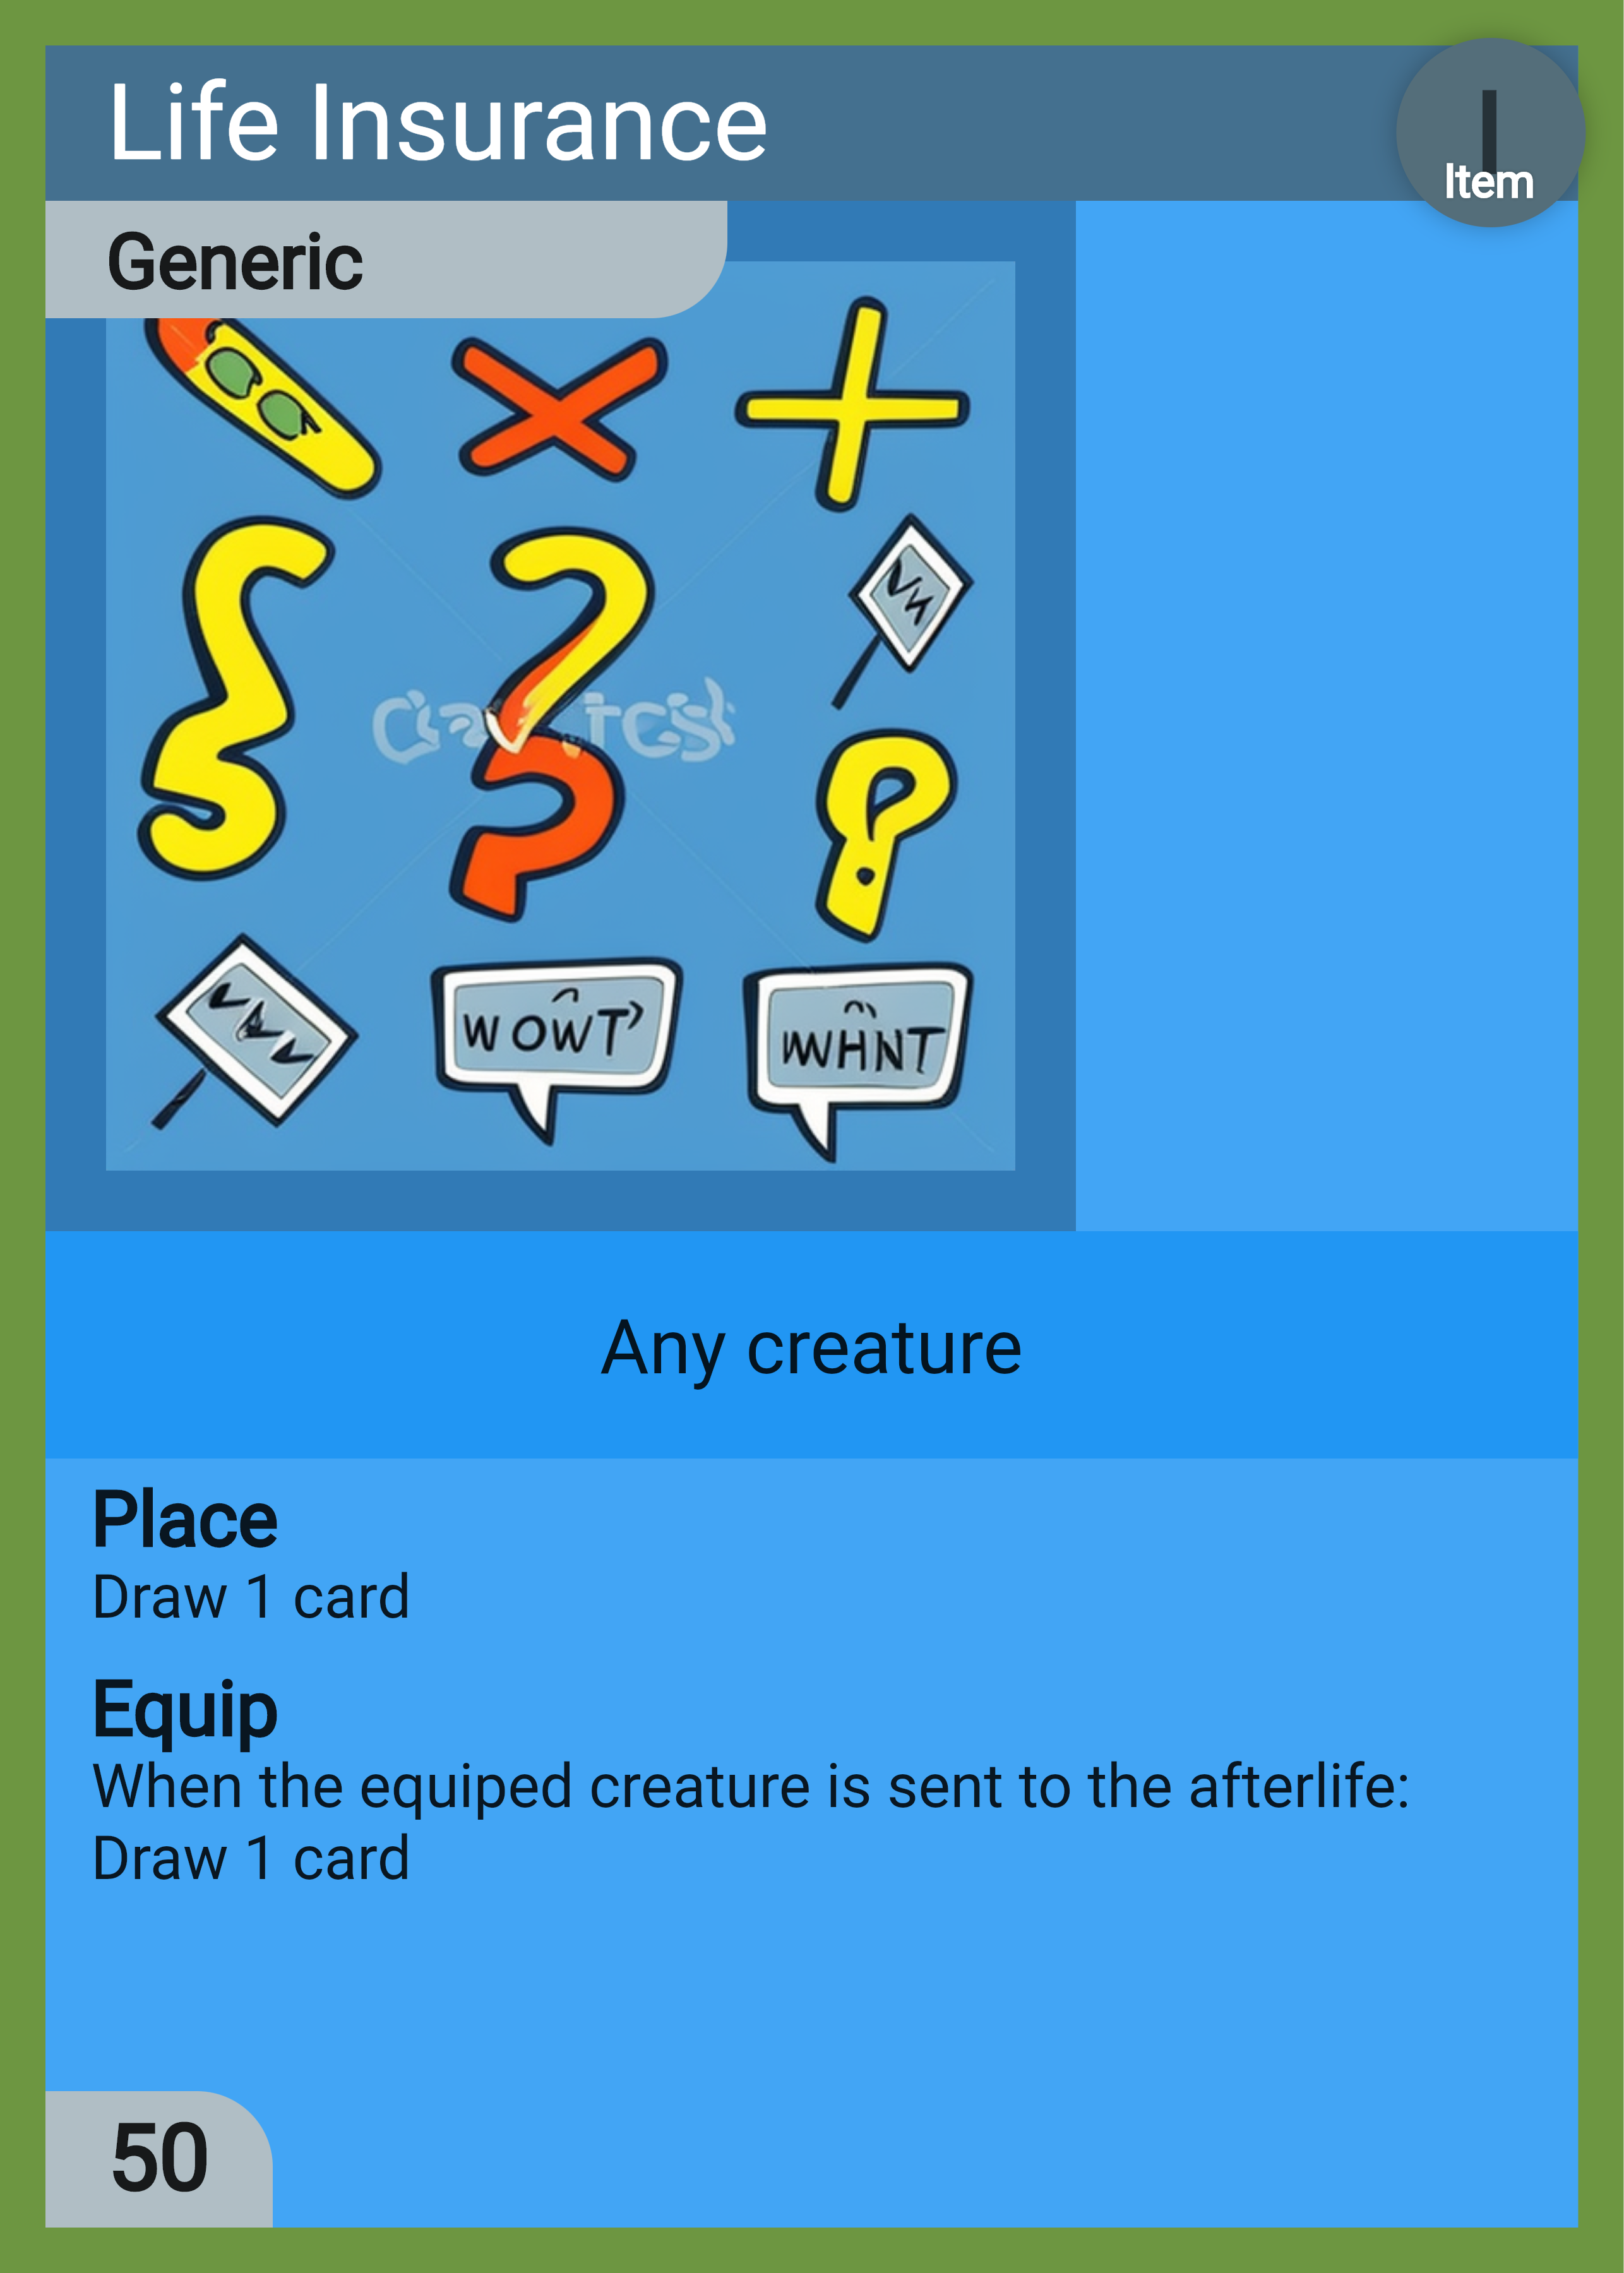 Life Insurance
I
Item
Generic
WOWT
WHNT
Any creature
Place
Draw 1 card
Equip
When the equiped creature is sent to the afterlife:
Draw 1 card
50